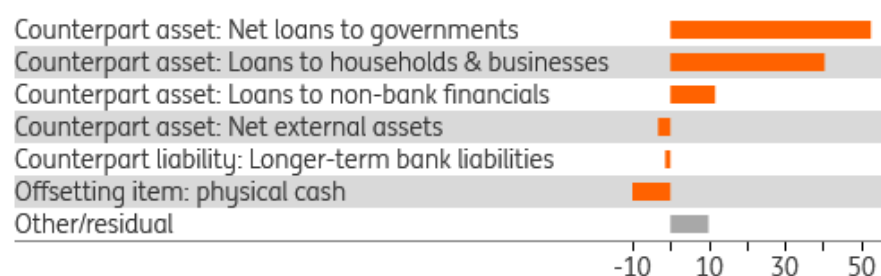 Counterpart asset: Net loans to governments
Counterpart asset: Loans to households & businesses
Counterpart asset: Loans to non-bank financials
Counterpart asset: Net external assets
Counterpart liability: Longer-term bank liabilities
Offsetting item: physical cash
Other/residual
-10 10 30 50